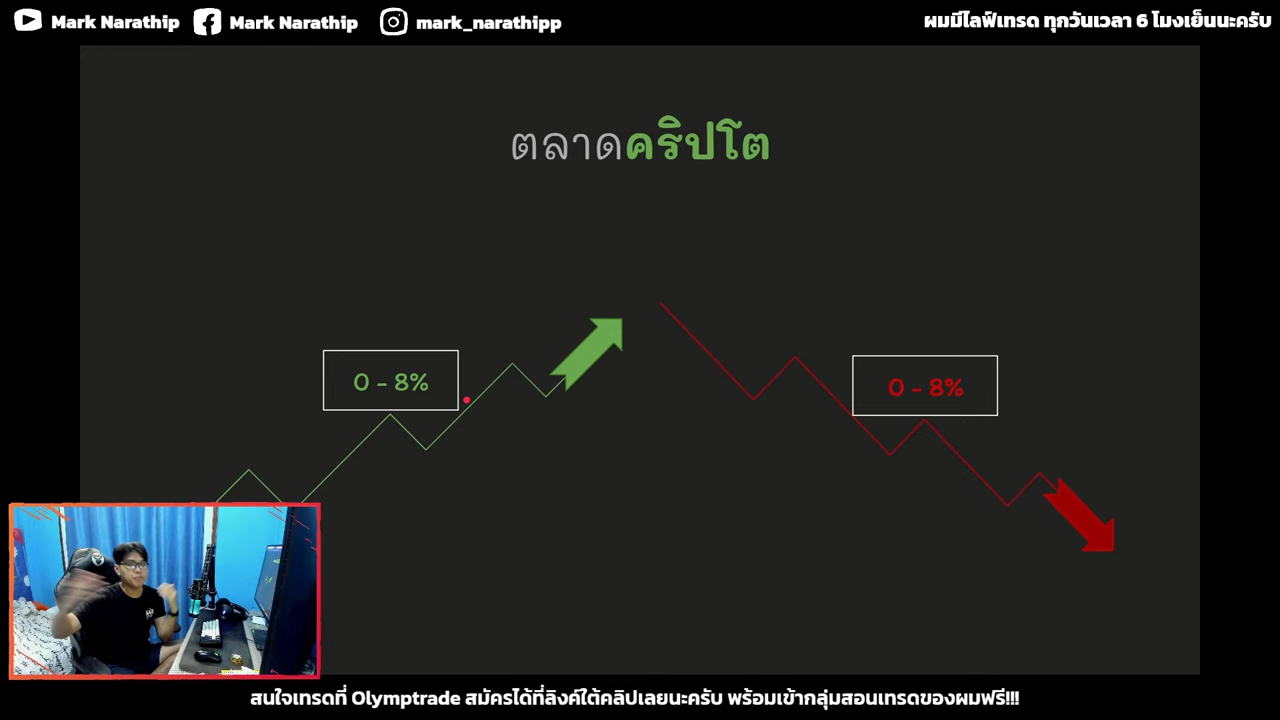 Mark Narathip
Mark Narathip
mark_narathipp
ผมมีไลฟ์เทรด ทุกวันเวลา 6 โมงเย็นนะครับ
ตลาดคริปโต
0 - 8%
0 - 8%
สนใจเทรดที่ Olymptrade สมัครได้ที่ลิงค์ใต้คลิปเลยนะครับ พร้อมเข้ากลุ่มสอนเทรดของผมฟรี!!!